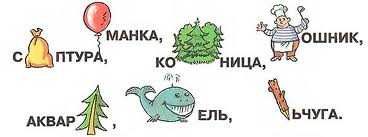 С ПТУРА, МАНКА, КО НИЦА, ОШНИК,
АКВАР , ЕЛЬ, ЬЧУГА.